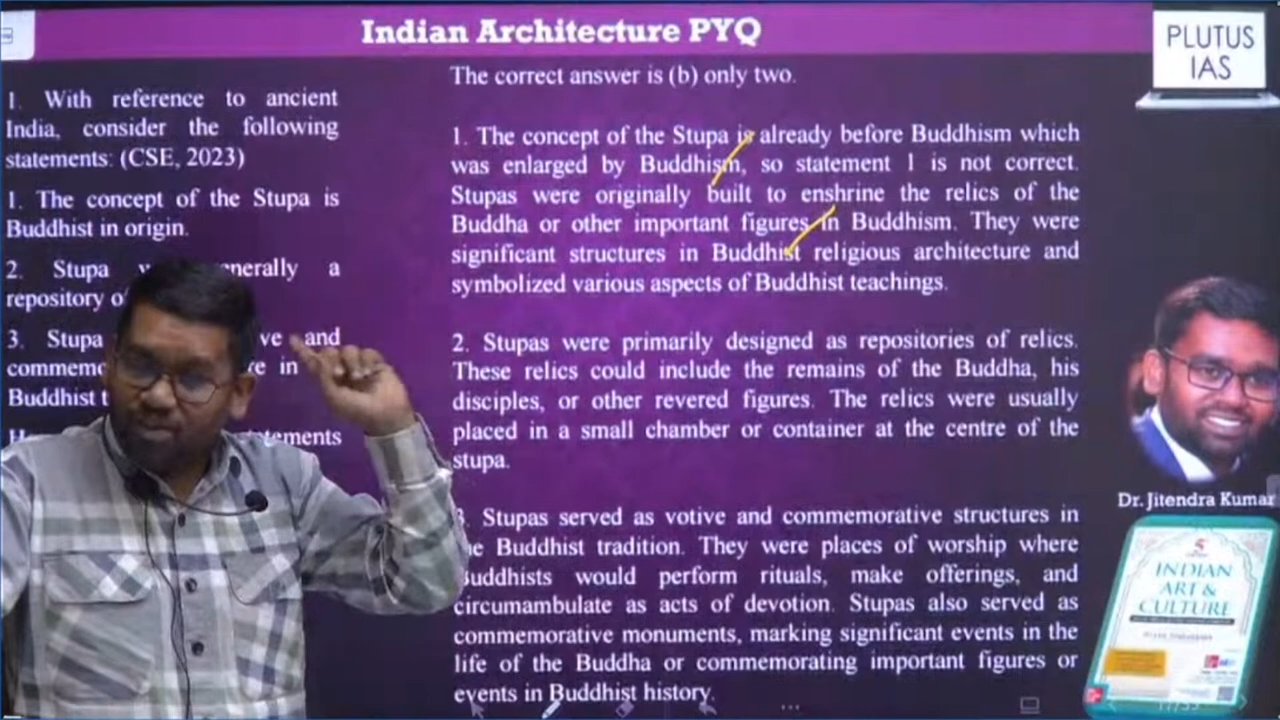 Indian Architecture PYQ
PLUTUS
IAS
The correct answer is (b) only two.
1. With reference to ancient
India, consider the following
statements: (CSE, 2023)
1. The concept of the Stupa is
Buddhist in origin.
2. Stupa generally a
repository
3. Stupa and
in
Buddhist
1. The concept of the Stupa is already before Buddhism which
was enlarged by Buddhism, so statement 1 is not correct.
Stupas were originally built to enshrine the relics of the
Buddha or other important figures in Buddhism. They were
significant structures in Buddhist religious architecture and
symbolized various aspects of Buddhist teachings.
2. Stupas were primarily designed as repositories of relics.
These relics could include the remains of the Buddha, his
disciples, or other revered figures. The relics were usually
placed in a small chamber or container at the centre of the
stupa.
3. Stupas served as votive and commemorative structures in
Buddhist tradition. They were places of worship where
Buddhists would perform rituals, make offerings, and
circumambulate as acts of devotion. Stupas also served as
commemorative monuments, marking significant events in the
life of the Buddha or commemorating important figures or
events in Buddhist history.
Dr. Jitendra Kumar
INDIAN
ART &
CULTURE